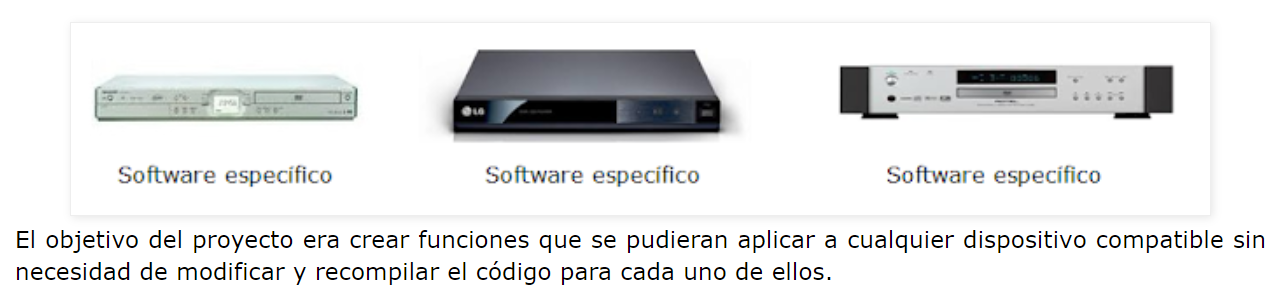 LG
Software específico Software específico Software específico
El objetivo del proyecto era crear funciones que se pudieran aplicar a cualquier dispositivo compatible sin
necesidad de modificar y recompilar el código para cada uno de ellos.